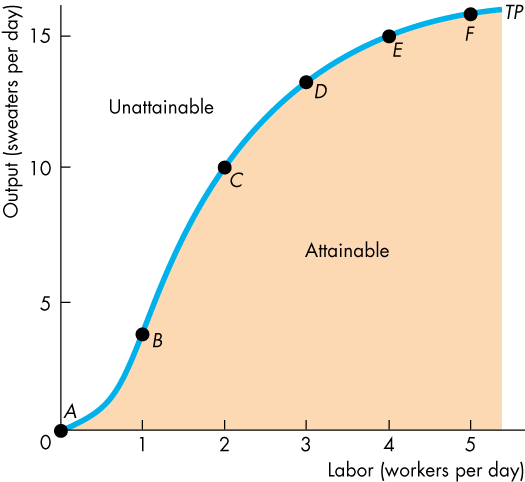 Output (sweaters per day)
15
10
5
0
Unattainable
Attainable
A
B
C
D
E
F
TP
1
2
3
4
5
Labor (workers per day)